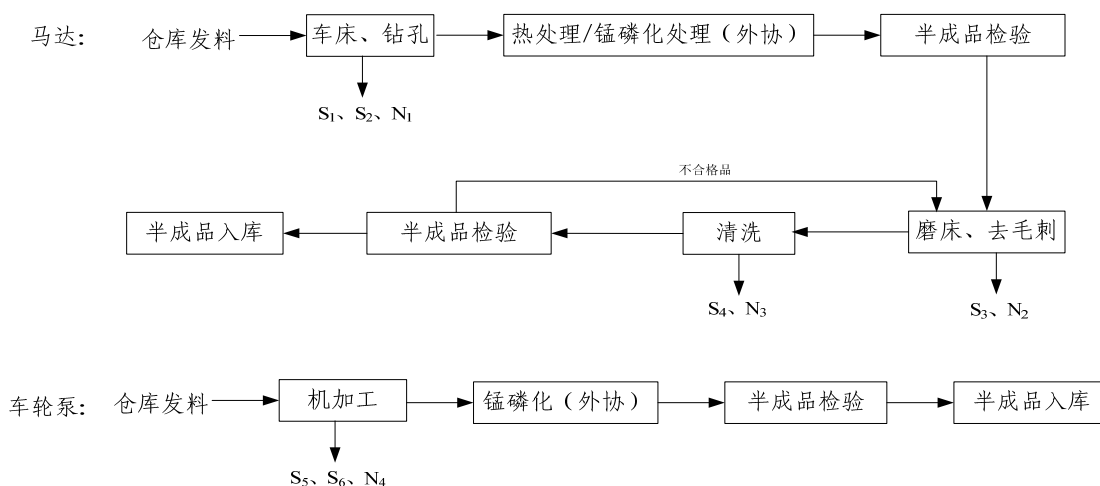 马达： 仓库发料 车床、钻孔 热处理/锰磷化处理（外协） 半成品检验
S₁、S₂、N₁
不合格品
半成品入库 半成品检验 清洗 磨床、去毛刺
S₄、N₃ S₃、N₂
车轮泵： 仓库发料 机加工 锰磷化（外协） 半成品检验 半成品入库
S₅、S₆、N₄